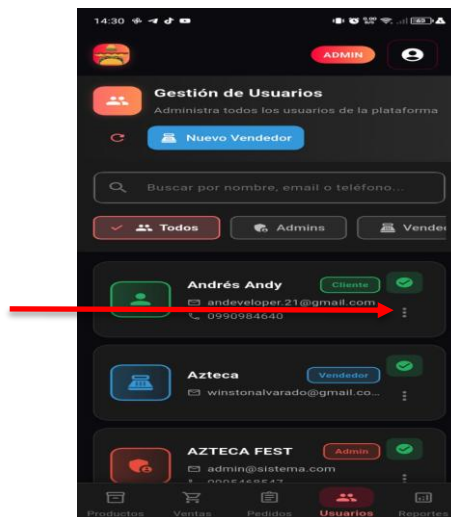 14:30
ADMIN
Gestión de Usuarios
Administra todos los usuarios de la plataforma
Nuevo Vendedor
Buscar por nombre, email o teléfono...
Todos
Admins
Vende
Andrés Andy
Cliente
andeveloper.21@gmail.com
0990984640
Azteca
Vendedor
winstonalvarado@gmail.co...
AZTECA FEST
Admin
admin@sistema.com
Productos
Ventas
Pedidos
Usuarios
Reportes